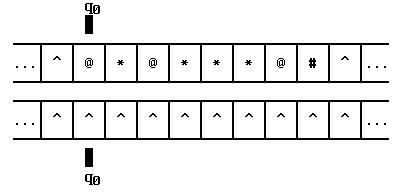 q0
... ^ @ * @ * * * @ # ^ ...
... ^ ^ ^ ^ ^ ^ ^ ^ ^ ^ ...
q0